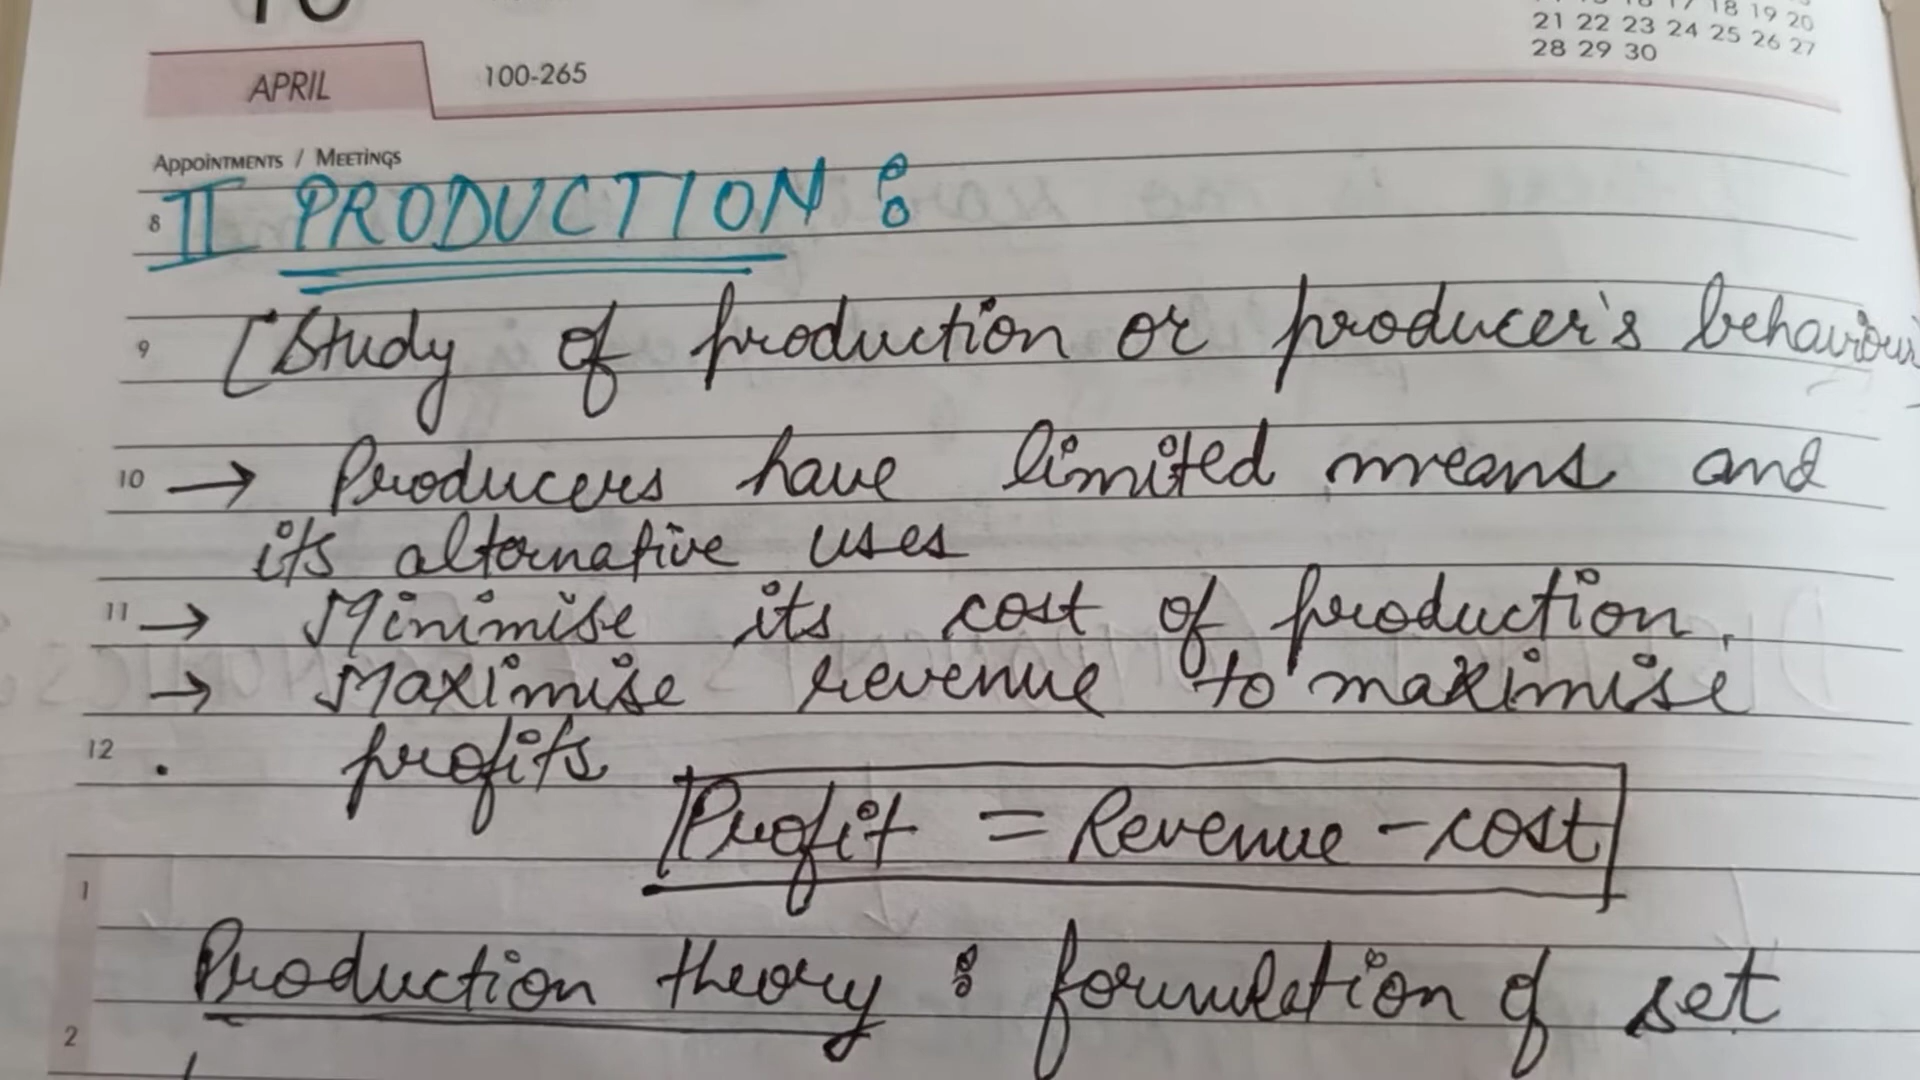 18 19 20
21 22 23 24 25 26 27
28 29 30
APRIL
100-265
Appointments / Meetings
8 II PRODUCTION :
9 [Study of production or producer's behaviour]
10 → Producers have limited means and
its alternative uses
11 → Minimise its cost of production.
→ Maximise revenue to maximise
12 . profits
Profit = Revenue - cost
1
Production theory : formulation of set
2